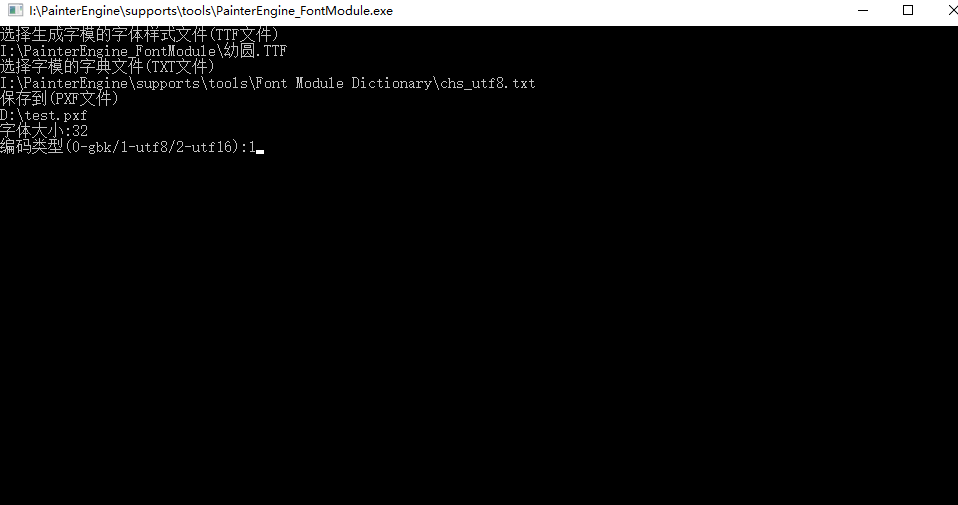 I:\PainterEngine\supports\tools\PainterEngine_FontModule.exe
选择生成字模的字体样式文件(TTF文件)
I:\PainterEngine_FontModule\幼圆.TTF
选择字模的字典文件(TXT文件)
I:\PainterEngine\supports\tools\Font Module Dictionary\chs_utf8.txt
保存到(PXF文件)
D:\test.pxf
字体大小:32
编码类型(0-gbk/1-utf8/2-utf16):1